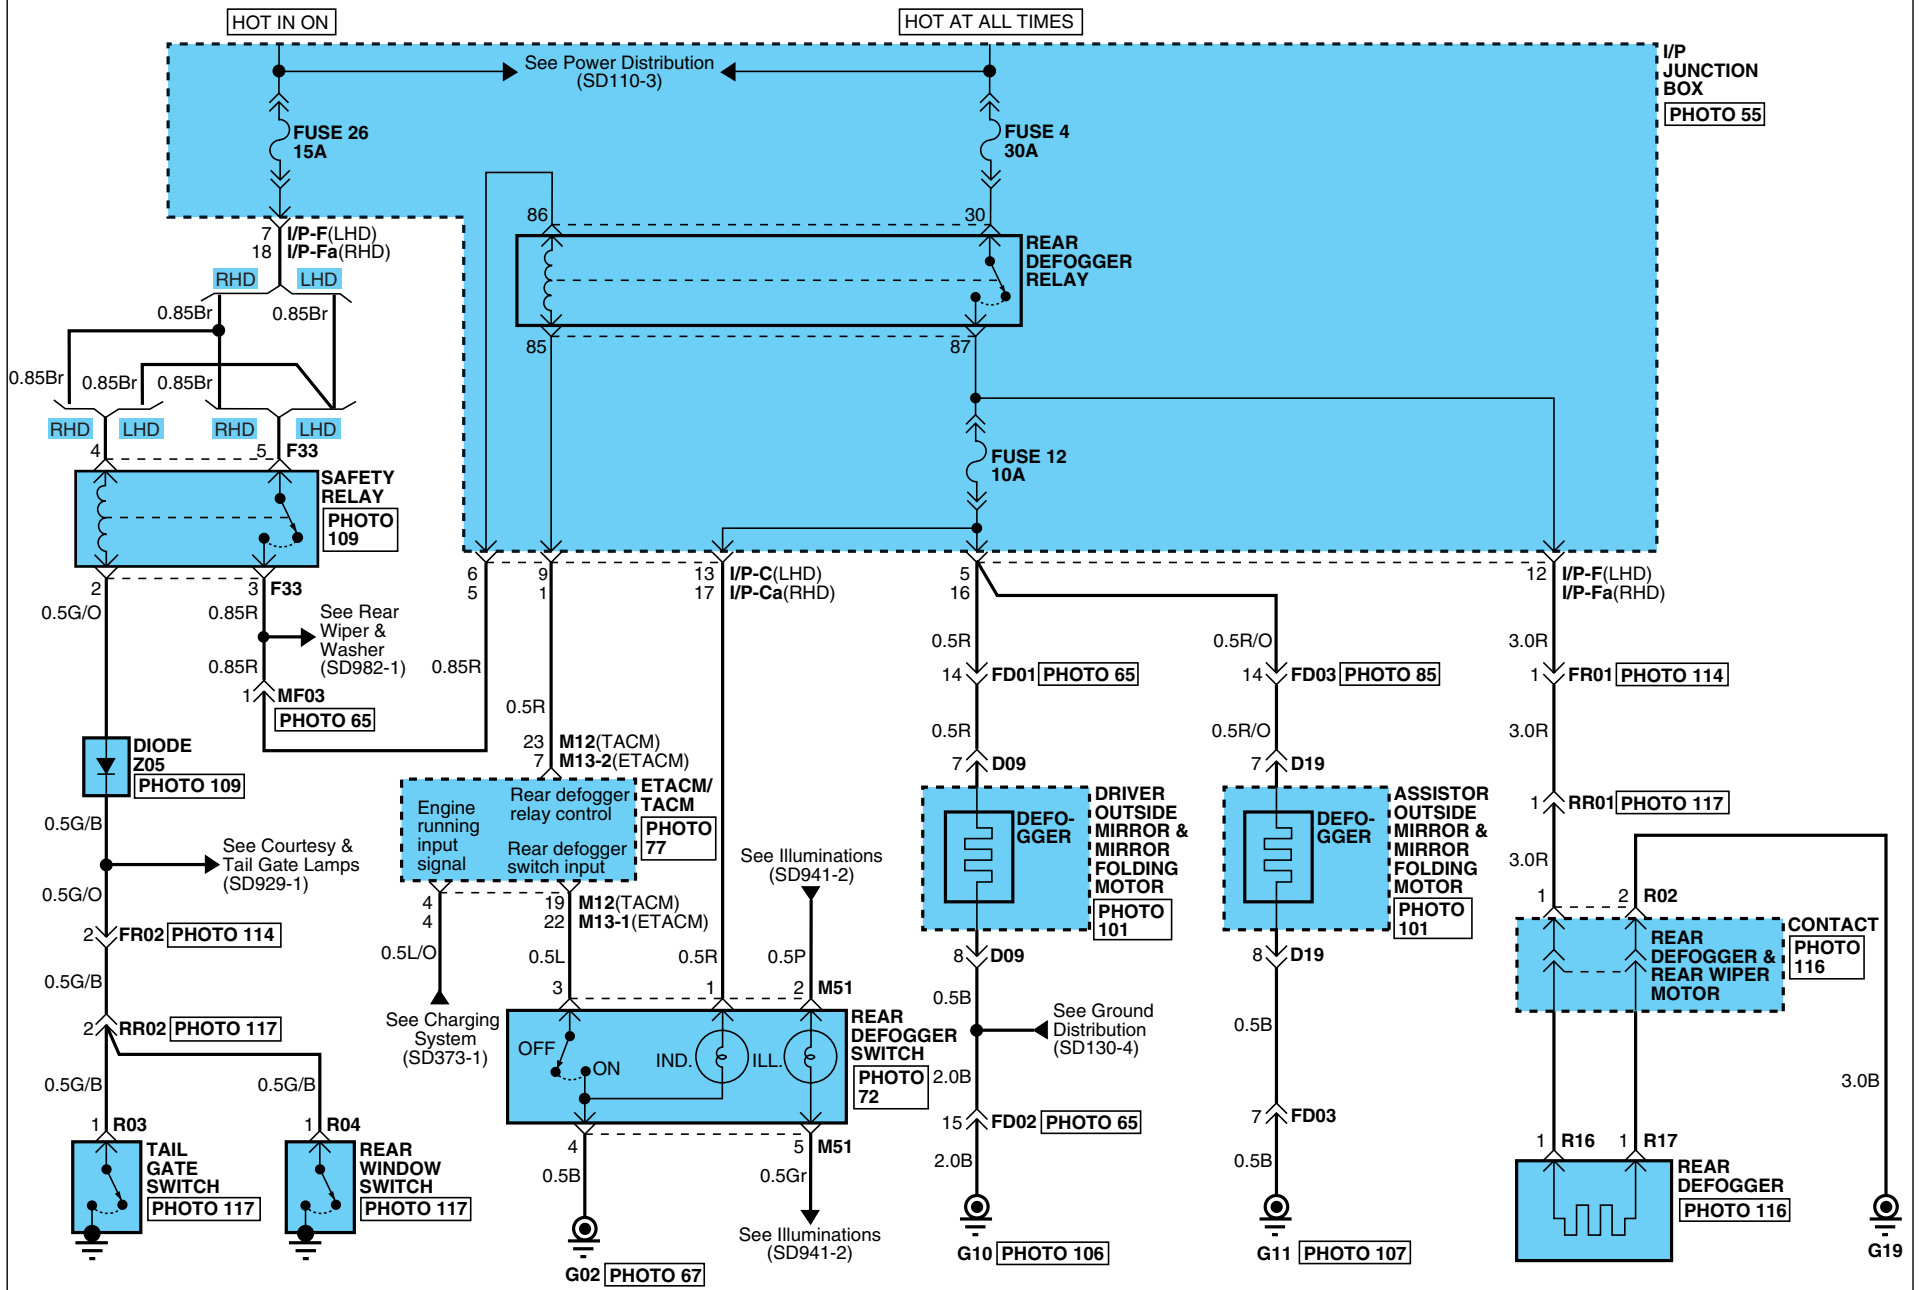 HOT IN ON
HOT AT ALL TIMES
See Power Distribution
(SD110-3)
I/P
JUNCTION
BOX
PHOTO 55
FUSE 26
15A
FUSE 4
30A
86
30
REAR
DEFOGGER
RELAY
85
87
7 I/P-F(LHD)
18 I/P-Fa(RHD)
RHD
LHD
0.85Br
0.85Br
0.85Br
0.85Br
0.85Br
RHD
LHD
RHD
LHD
4
5
F33
SAFETY
RELAY
PHOTO
109
FUSE 12
10A
2
3
F33
6
5
9
1
13
17
I/P-C(LHD)
I/P-Ca(RHD)
5
16
12
I/P-F(LHD)
I/P-Fa(RHD)
0.5G/O
0.85R
See Rear
Wiper &
Washer
(SD982-1)
0.85R
0.85R
1
MF03
PHOTO 65
0.5R
0.5R
0.5R/O
3.0R
14
FD01
PHOTO 65
14
FD03
PHOTO 85
1
FR01
PHOTO 114
0.5R
0.5R/O
3.0R
DIODE
Z05
PHOTO 109
23
7
M12(TACM)
M13-2(ETACM)
7
D09
7
D19
ETACM/
TACM
PHOTO
77
Engine
running
input
signal
Rear defogger
relay control
Rear defogger
switch input
DEFO-
GGER
DRIVER
OUTSIDE
MIRROR &
MIRROR
FOLDING
MOTOR
PHOTO
101
DEFO-
GGER
ASSISTOR
OUTSIDE
MIRROR &
MIRROR
FOLDING
MOTOR
PHOTO
101
1
RR01
PHOTO 117
0.5G/B
See Courtesy &
Tail Gate Lamps
(SD929-1)
See Illuminations
(SD941-2)
3.0R
0.5G/O
4
4
19
22
M12(TACM)
M13-1(ETACM)
1
2
R02
CONTACT
PHOTO
116
REAR
DEFOGGER &
REAR WIPER
MOTOR
2
FR02
PHOTO 114
0.5L/O
0.5L
0.5R
0.5P
8
D09
8
D19
0.5G/B
3
1
2
M51
0.5B
See Charging
System
(SD373-1)
REAR
DEFOGGER
SWITCH
PHOTO
72
OFF
ON
IND.
ILL.
See Ground
Distribution
(SD130-4)
0.5B
2
RR02
PHOTO 117
0.5G/B
0.5G/B
2.0B
3.0B
1
R03
1
R04
15
FD02
PHOTO 65
7
FD03
TAIL
GATE
SWITCH
PHOTO 117
REAR
WINDOW
SWITCH
PHOTO 117
4
5
M51
0.5B
0.5Gr
2.0B
0.5B
1
R16
1
R17
REAR
DEFOGGER
PHOTO 116
See Illuminations
(SD941-2)
G02
PHOTO 67
G10
PHOTO 106
G11
PHOTO 107
G19